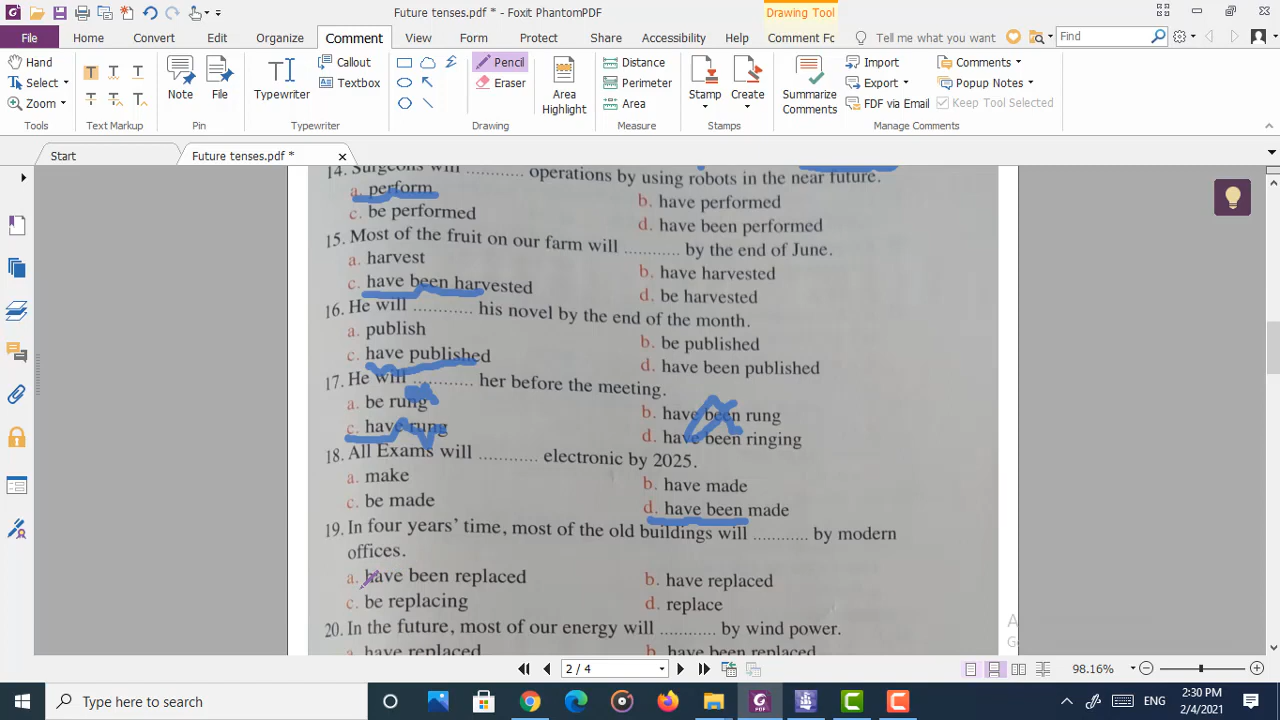 Future tenses.pdf * - Foxit PhantomPDF
Drawing Tool
File Home Convert Edit Organize Comment View Form Protect Share Accessibility Help Comment Fc Tell me what you want... Find
Hand
Select
Zoom
Tools
T T T
Text Markup
Note File
Pin
Typewriter
Callout
Textbox
Typewriter
Pencil
Eraser
Drawing
Area Highlight
Distance
Perimeter
Area
Measure
Stamp Create
Stamps
Summarize Comments
Import
Export
FDF via Email
Comments
Popup Notes
Keep Tool Selected
Manage Comments
Start Future tenses.pdf *
14. Surgeons will ........... operations by using robots in the near future.
a. perform b. have performed
c. be performed d. have been performed
15. Most of the fruit on our farm will ............ by the end of June.
a. harvest b. have harvested
c. have been harvested d. be harvested
16. He will ............ his novel by the end of the month.
a. publish b. be published
c. have published d. have been published
17. He will ............ her before the meeting.
a. be rung b. have been rung
c. have rung d. have been ringing
18. All Exams will ............ electronic by 2025.
a. make b. have made
c. be made d. have been made
19. In four years' time, most of the old buildings will ............ by modern
offices.
a. have been replaced b. have replaced
c. be replacing d. replace
20. In the future, most of our energy will ............ by wind power.
a. have replaced b. have been replaced
2 / 4
98.16%
Type here to search
ENG
2:30 PM
2/4/2021